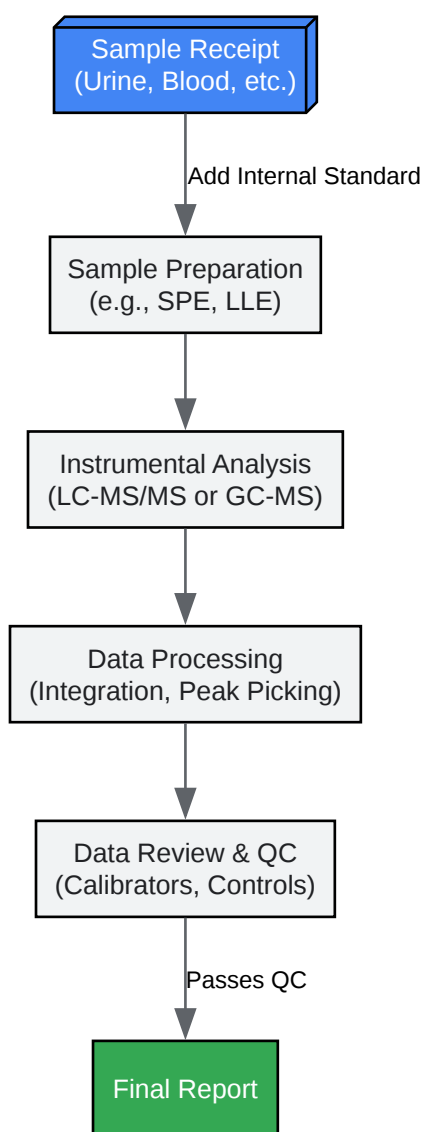 Sample Receipt
(Urine, Blood, etc.)
Add Internal Standard
Sample Preparation
(e.g., SPE, LLE)
Instrumental Analysis
(LC-MS/MS or GC-MS)
Data Processing
(Integration, Peak Picking)
Data Review & QC
(Calibrators, Controls)
Passes QC
Final Report